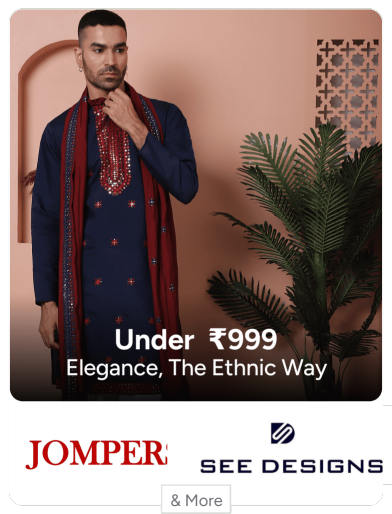 Under ₹999
Elegance, The Ethnic Way
JOMPERS
SEE DESIGNS
& More